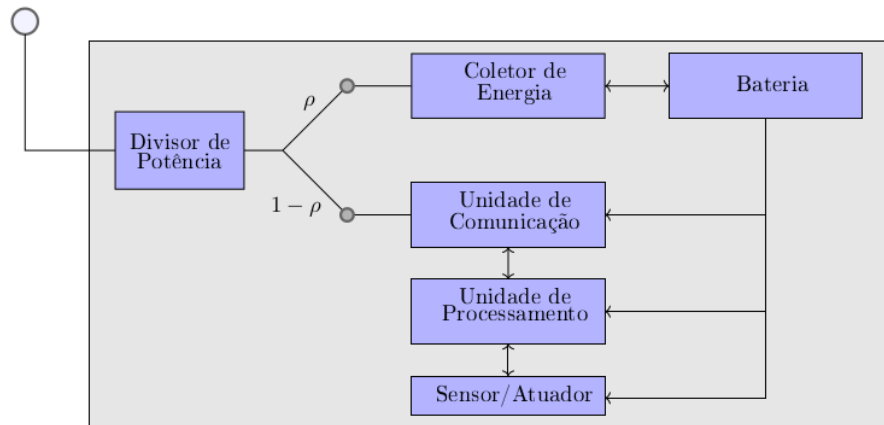 Coletor de
Energia
Bateria
ρ
Divisor de
Potência
1 − ρ
Unidade de
Comunicação
Unidade de
Processamento
Sensor/Atuador